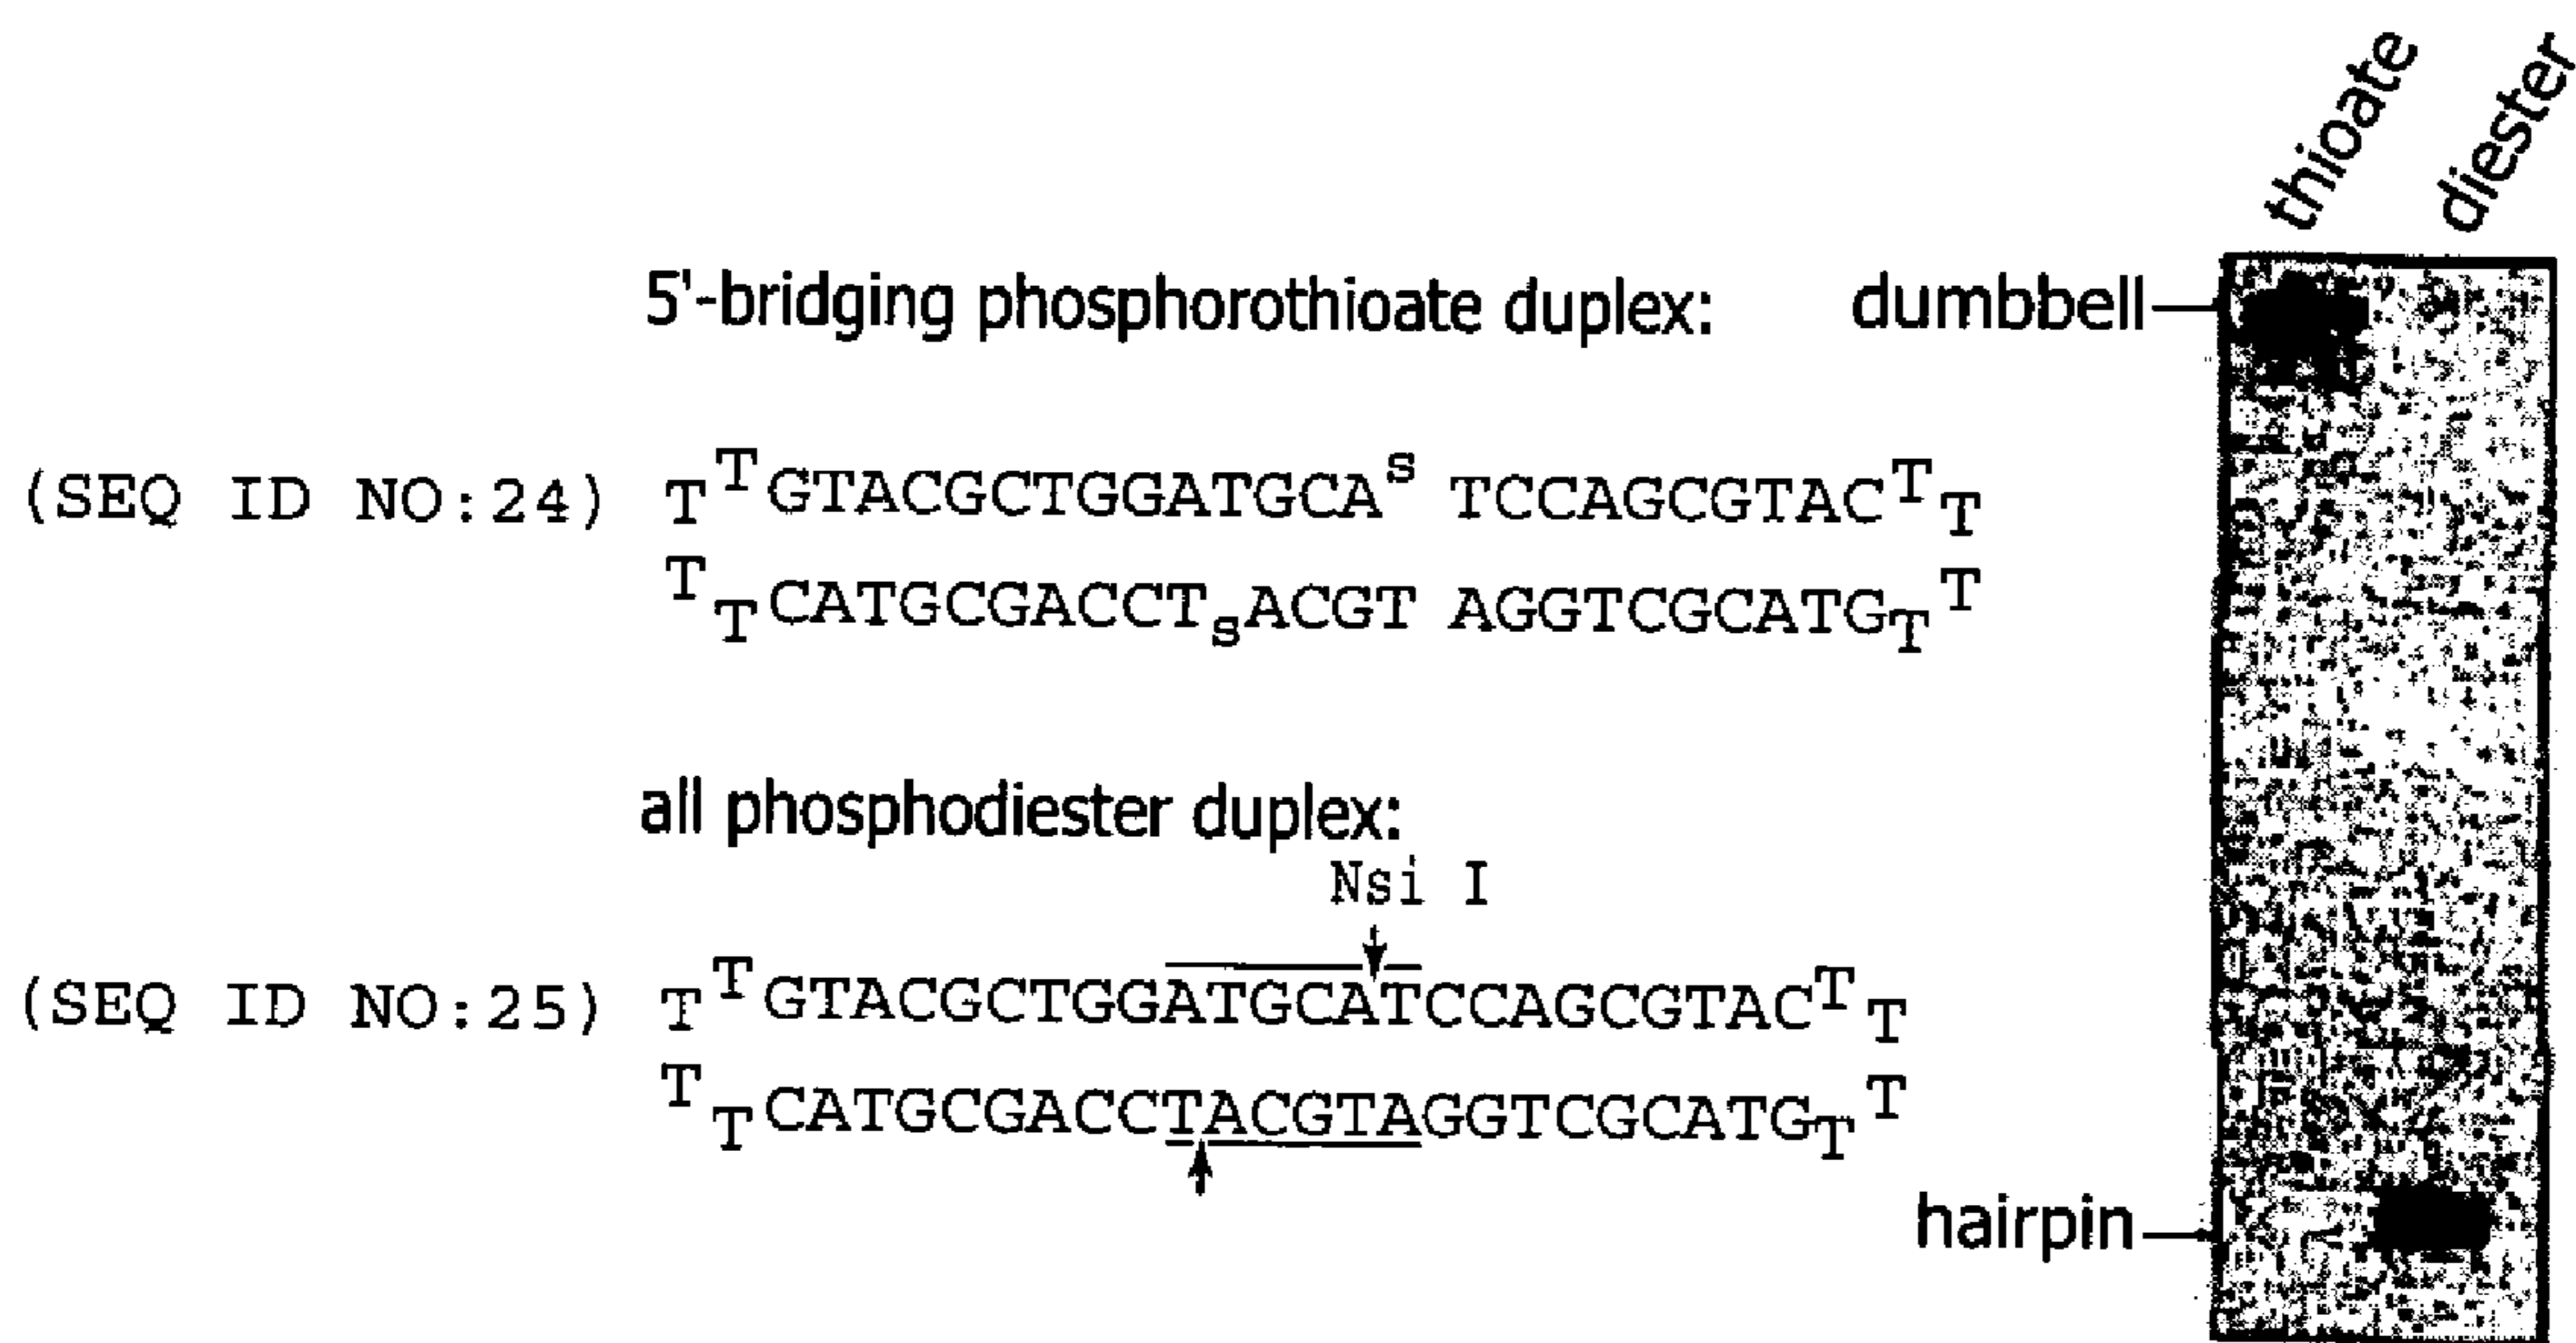 thioate
diester
5'-bridging phosphorothioate duplex:
dumbbell
(SEQ ID NO:24) TTGTACGCTGGATGCAs TCCAGCGTACTT
TTCATGCGACCTsACGT AGGTCGCATGTT
all phosphodiester duplex:
Nsi I
(SEQ ID NO:25) TTGTACGCTGGATGCATCCAGCGTACTT
TTCATGCGACCTACGTAGGTCGCATGTT
hairpin